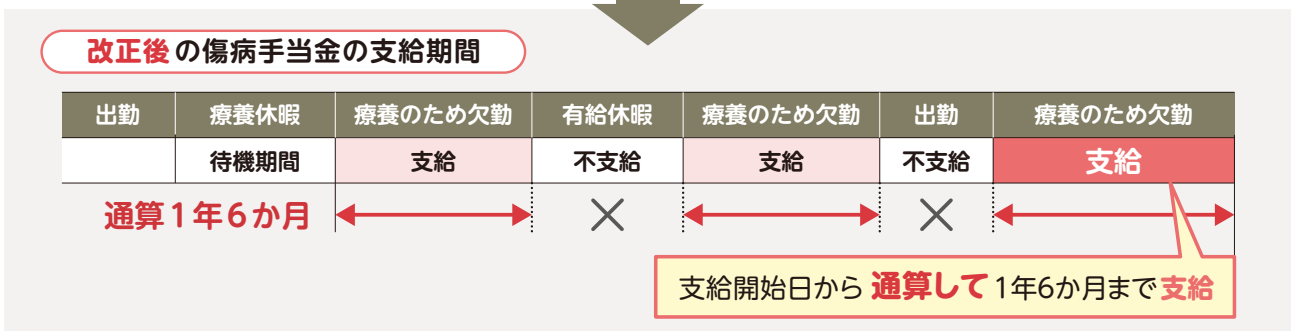 改正後の傷病手当金の支給期間
出勤 療養休暇 療養のため欠勤 有給休暇 療養のため欠勤 出勤 療養のため欠勤
待機期間 支給 不支給 支給 不支給 支給
通算1年6か月
支給開始日から 通算して 1年6か月まで支給